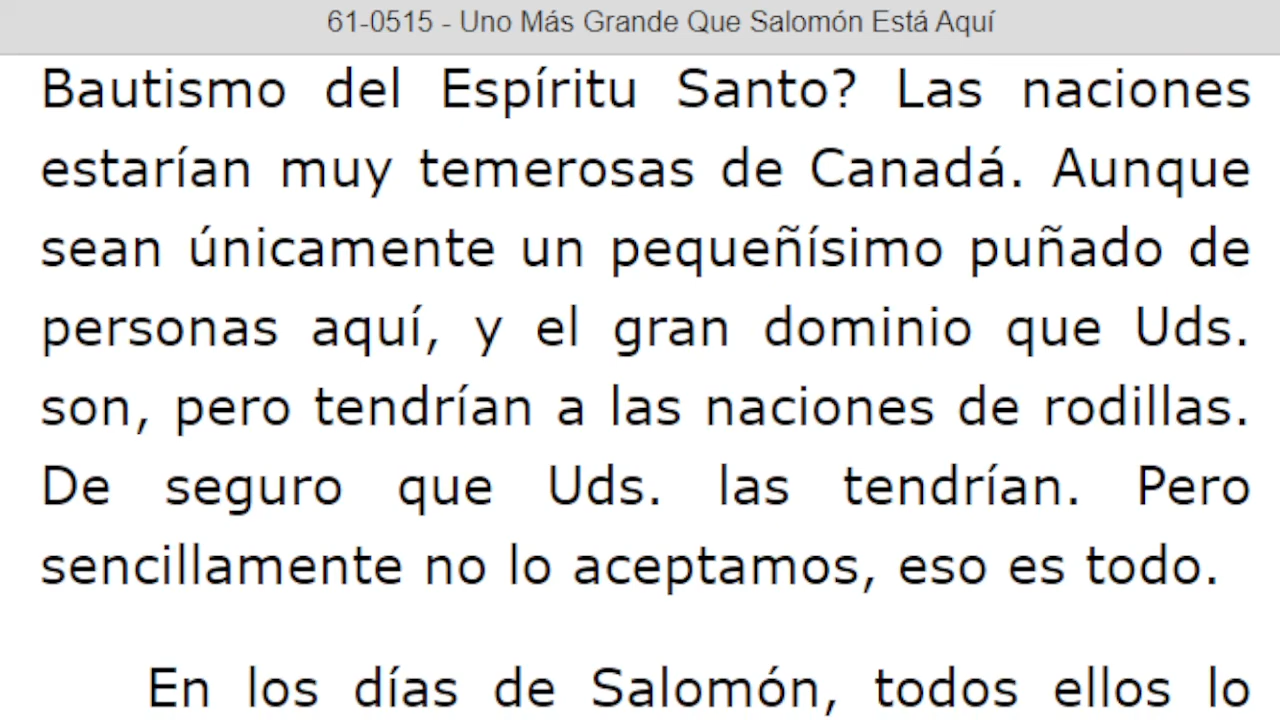 61-0515 - Uno Más Grande Que Salomón Está Aquí
Bautismo del Espíritu Santo? Las naciones
estarían muy temerosas de Canadá. Aunque
sean únicamente un pequeñísimo puñado de
personas aquí, y el gran dominio que Uds.
son, pero tendrían a las naciones de rodillas.
De seguro que Uds. las tendrían. Pero
sencillamente no lo aceptamos, eso es todo.
En los días de Salomón, todos ellos lo